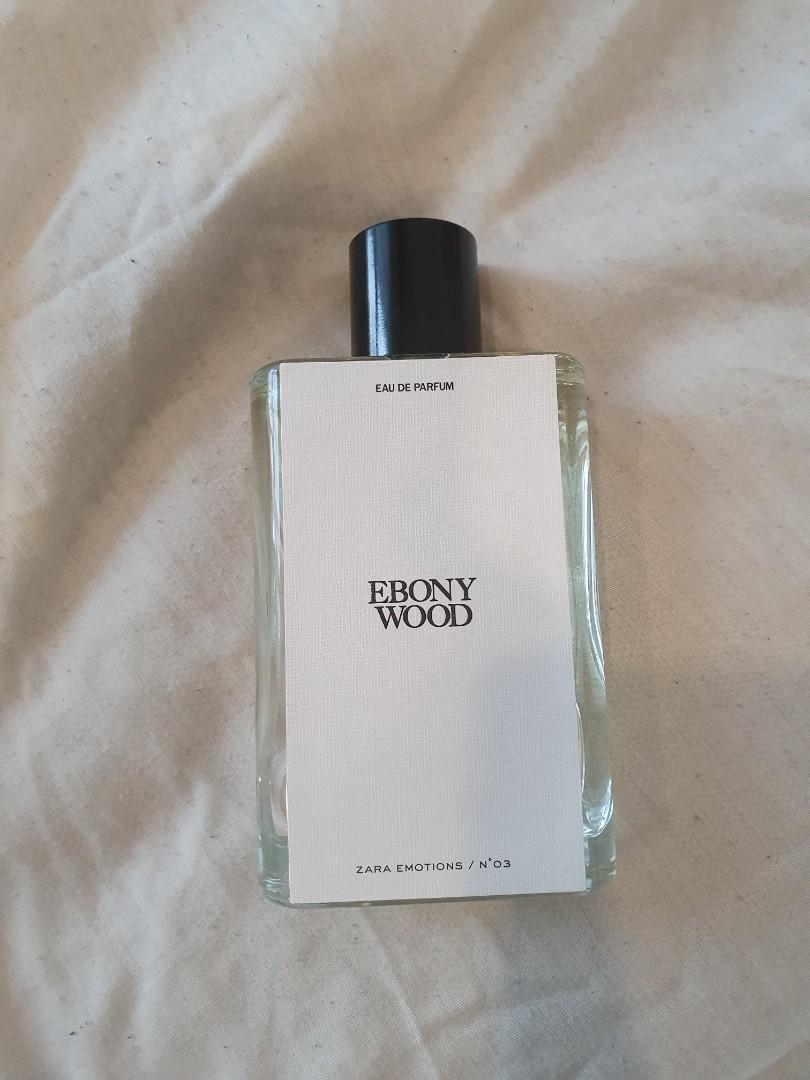 EAU DE PARFUM
EBONY
WOOD
ZARA EMOTIONS / N°03